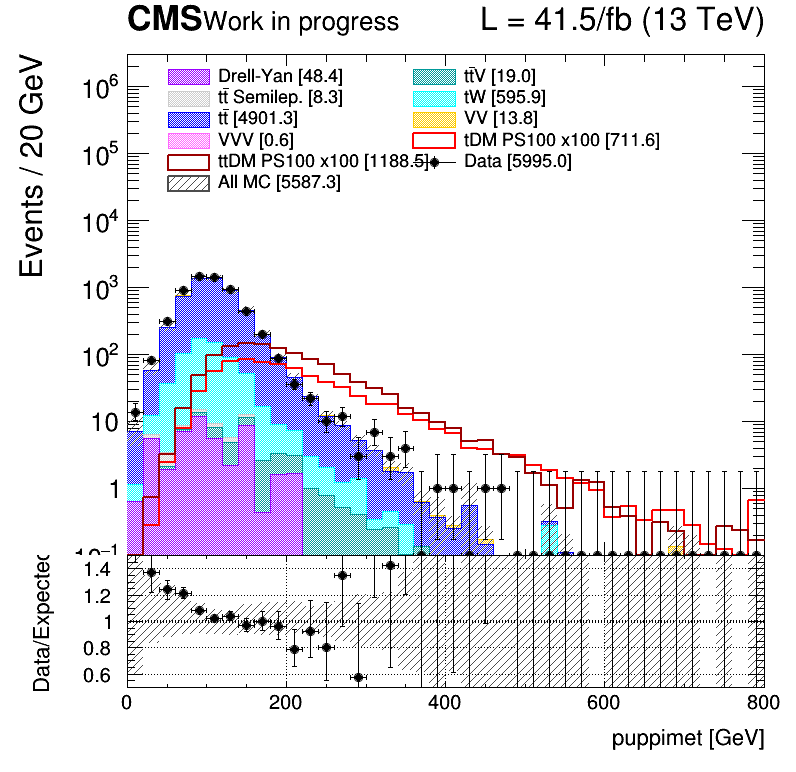 CMS Work in progress L = 41.5/fb (13 TeV)
Events / 20 GeV
Drell-Yan [48.4] tt̄V [19.0]
tt̄ Semilep. [8.3] tW [595.9]
tt̄ [4901.3] VV [13.8]
VVV [0.6] tDM PS100 x100 [711.6]
ttDM PS100 x100 [1188.5] Data [5995.0]
All MC [5587.3]
10⁶
10⁵
10⁴
10³
10²
10
1
10⁻¹
Data/Expected
1.4
1.2
1
0.8
0.6
0 200 400 600 800
puppimet [GeV]